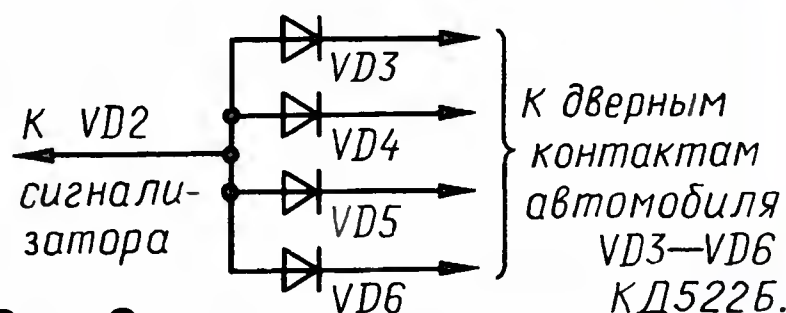 VD3
К VD2
VD4
сигнали-
затора
VD5
VD6
К дверным
контактам
автомобиля
VD3—VD6
КД522Б.